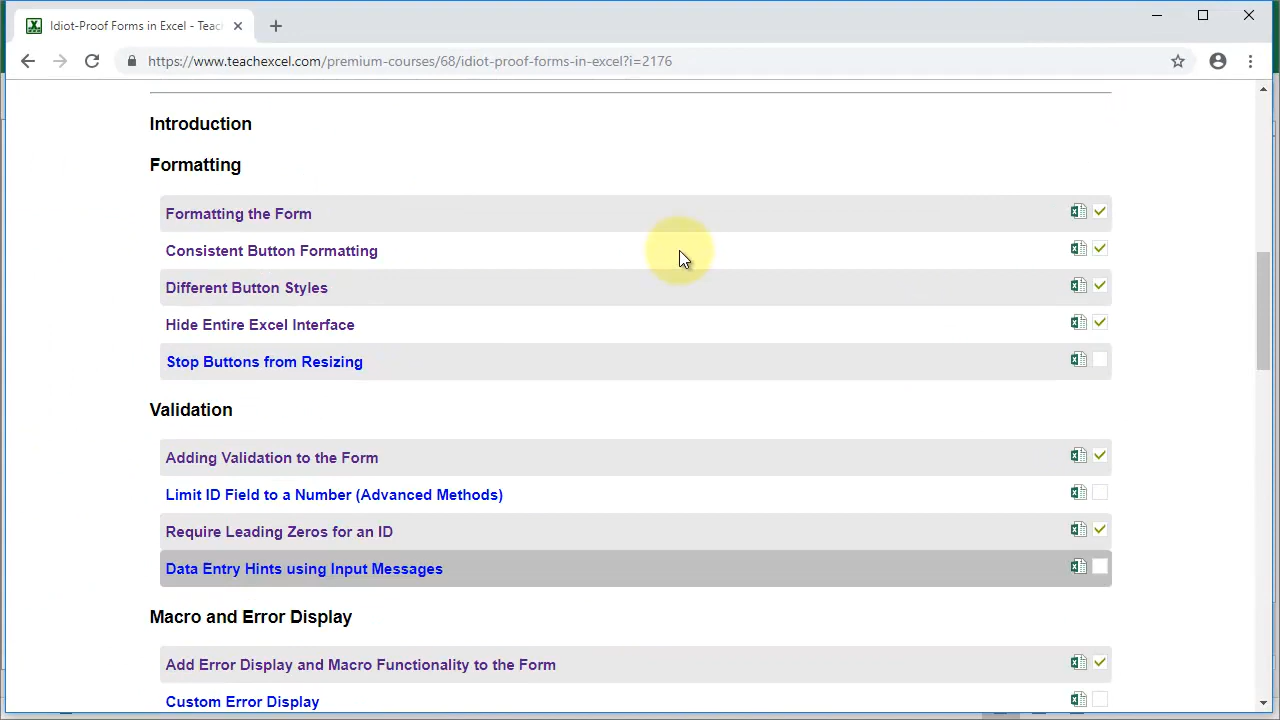 Idiot-Proof Forms in Excel - Teac
https://www.teachexcel.com/premium-courses/68/idiot-proof-forms-in-excel?i=2176
Introduction
Formatting
Formatting the Form
Consistent Button Formatting
Different Button Styles
Hide Entire Excel Interface
Stop Buttons from Resizing
Validation
Adding Validation to the Form
Limit ID Field to a Number (Advanced Methods)
Require Leading Zeros for an ID
Data Entry Hints using Input Messages
Macro and Error Display
Add Error Display and Macro Functionality to the Form
Custom Error Display